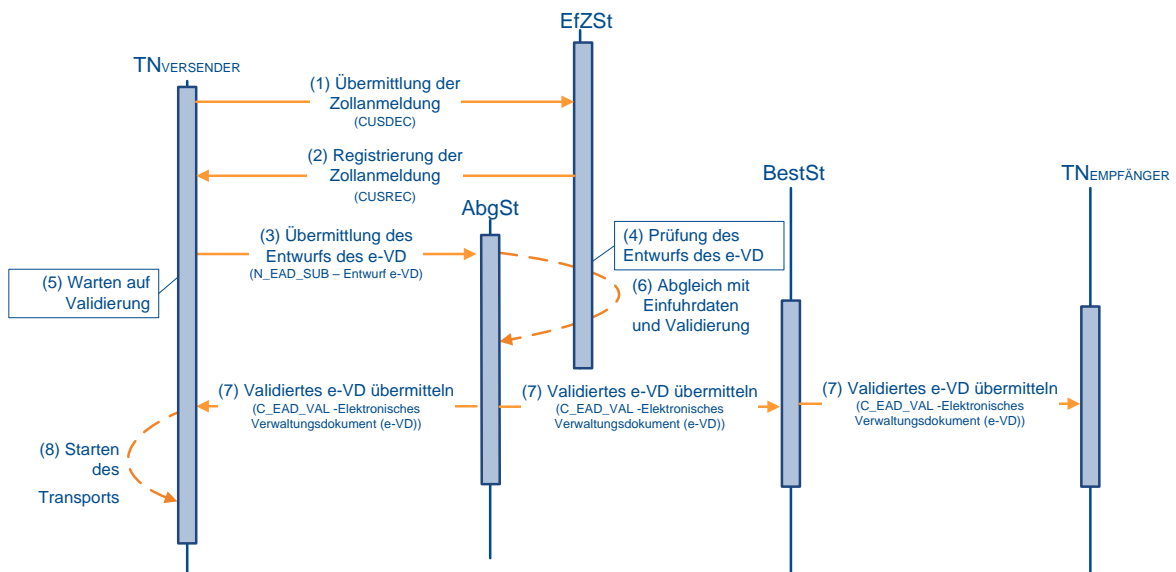 EfZSt
TNVERSENDER
(1) Übermittlung der
Zollanmeldung
(CUSDEC)
(2) Registrierung der
Zollanmeldung
(CUSREC)
BestSt
TNEMPFÄNGER
AbgSt
(3) Übermittlung des
Entwurfs des e-VD
(N_EAD_SUB – Entwurf e-VD)
(4) Prüfung des
Entwurfs des e-VD
(5) Warten auf
Validierung
(6) Abgleich mit
Einfuhrdaten
und Validierung
(7) Validiertes e-VD übermitteln
(C_EAD_VAL -Elektronisches
Verwaltungsdokument (e-VD))
(7) Validiertes e-VD übermitteln
(C_EAD_VAL -Elektronisches
Verwaltungsdokument (e-VD))
(7) Validiertes e-VD übermitteln
(C_EAD_VAL -Elektronisches
Verwaltungsdokument (e-VD))
(8) Starten
des
Transports